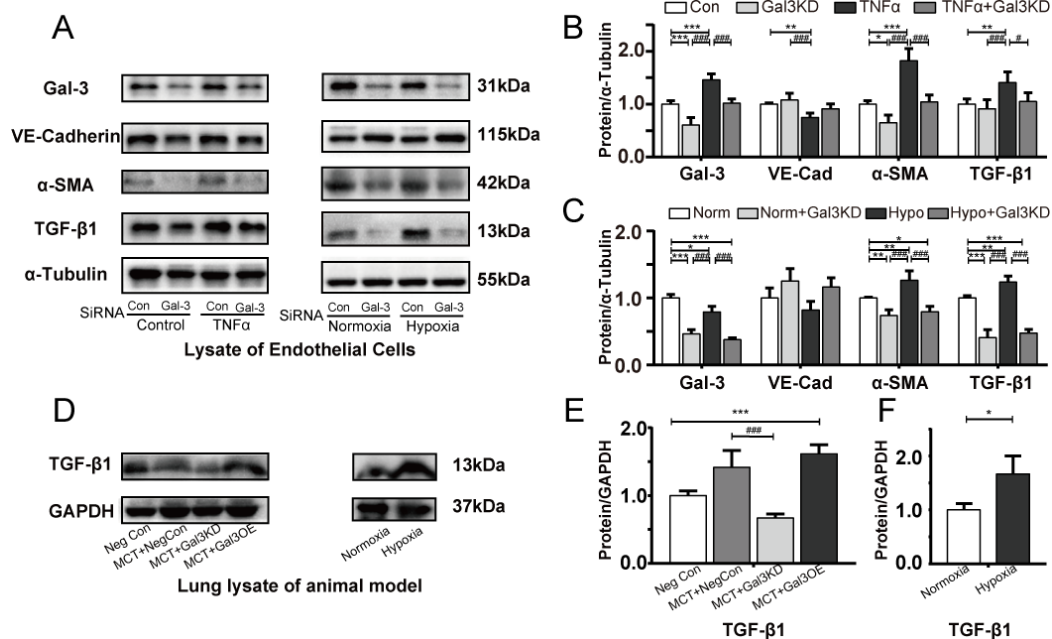 A
Gal-3
VE-Cadherin
α-SMA
TGF-β1
α-Tubulin
31kDa
115kDa
42kDa
13kDa
55kDa
SiRNA Con Gal-3 Con Gal-3
Control TNFα
SiRNA Con Gal-3 Con Gal-3
Normoxia Hypoxia
Lysate of Endothelial Cells
B
Con Gal3KD TNFα TNFα+Gal3KD
Protein/α-Tubulin
2.0
1.0
0.0
*** ** *** **
*** ### ### ### * ### ### ### #
Gal-3 VE-Cad α-SMA TGF-β1
C
Norm Norm+Gal3KD Hypo Hypo+Gal3KD
Protein/α-Tubulin
2.0
1.0
0.0
*** * ***
* ** **
*** ### ### ** ### ### *** ### ###
Gal-3 VE-Cad α-SMA TGF-β1
D
TGF-β1
GAPDH
13kDa
37kDa
Neg Con
MCT+NegCon
MCT+Gal3KD
MCT+Gal3OE
Normoxia
Hypoxia
Lung lysate of animal model
E
Protein/GAPDH
2.0
1.0
0.0
***
###
Neg Con
MCT+NegCon
MCT+Gal3KD
MCT+Gal3OE
TGF-β1
F
Protein/GAPDH
2.0
1.0
0.0
*
Normoxia
Hypoxia
TGF-β1